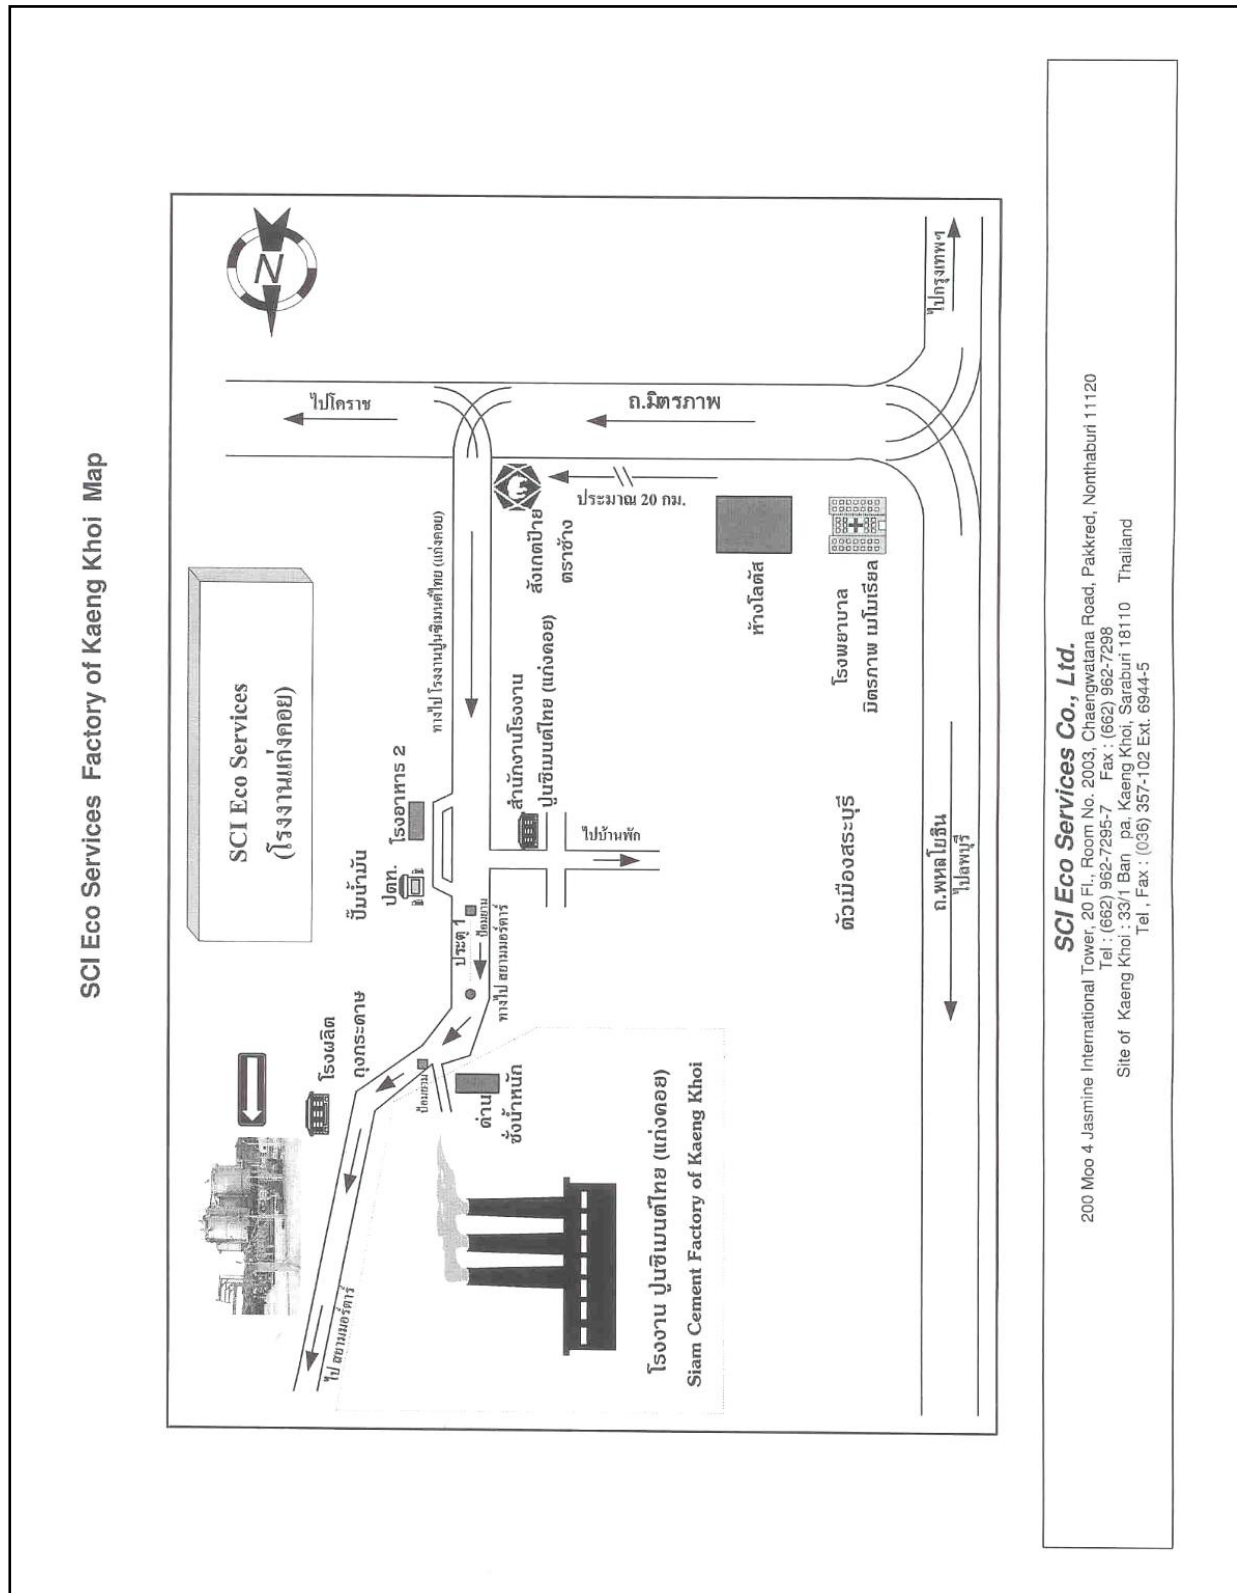 SCI Eco Services Factory of Kaeng Khoi Map
N
SCI Eco Services
(โรงงานแก่งคอย)
ไปโคราช
ถ.มิตรภาพ
ไปกรุงเทพฯ
ประมาณ 20 กม.
ทางไป โรงงานปูนซิเมนต์ไทย (แก่งคอย)
สังเกตป้าย
ตราช้าง
ห้างโลตัส
โรงพยาบาล
มิตรภาพ เมโมเรียล
สำนักงานโรงงาน
ปูนซิเมนต์ไทย (แก่งคอย)
โรงอาหาร 2
ปั๊มน้ำมัน
ปตท.
ไปบ้านพัก
ตัวเมืองสระบุรี
ถ.พหลโยธิน
ไปลพบุรี
ประตู 1
ป้อมยาม
ทางไป สยามมอร์ตาร์
โรงผลิต
ถุงกระดาษ
ป้อมยาม
ด่าน
ชั่งน้ำหนัก
ไป สยามมอร์ตาร์
โรงงาน ปูนซิเมนต์ไทย (แก่งคอย)
Siam Cement Factory of Kaeng Khoi
SCI Eco Services Co., Ltd.
200 Moo 4 Jasmine International Tower, 20 Fl., Room No. 2003, Chaengwatana Road, Pakkred, Nonthaburi 11120
Tel : (662) 962-7295-7 Fax : (662) 962-7298
Site of Kaeng Khoi : 33/1 Ban pa, Kaeng Khoi, Saraburi 18110 Thailand
Tel , Fax : (036) 357-102 Ext. 6944-5